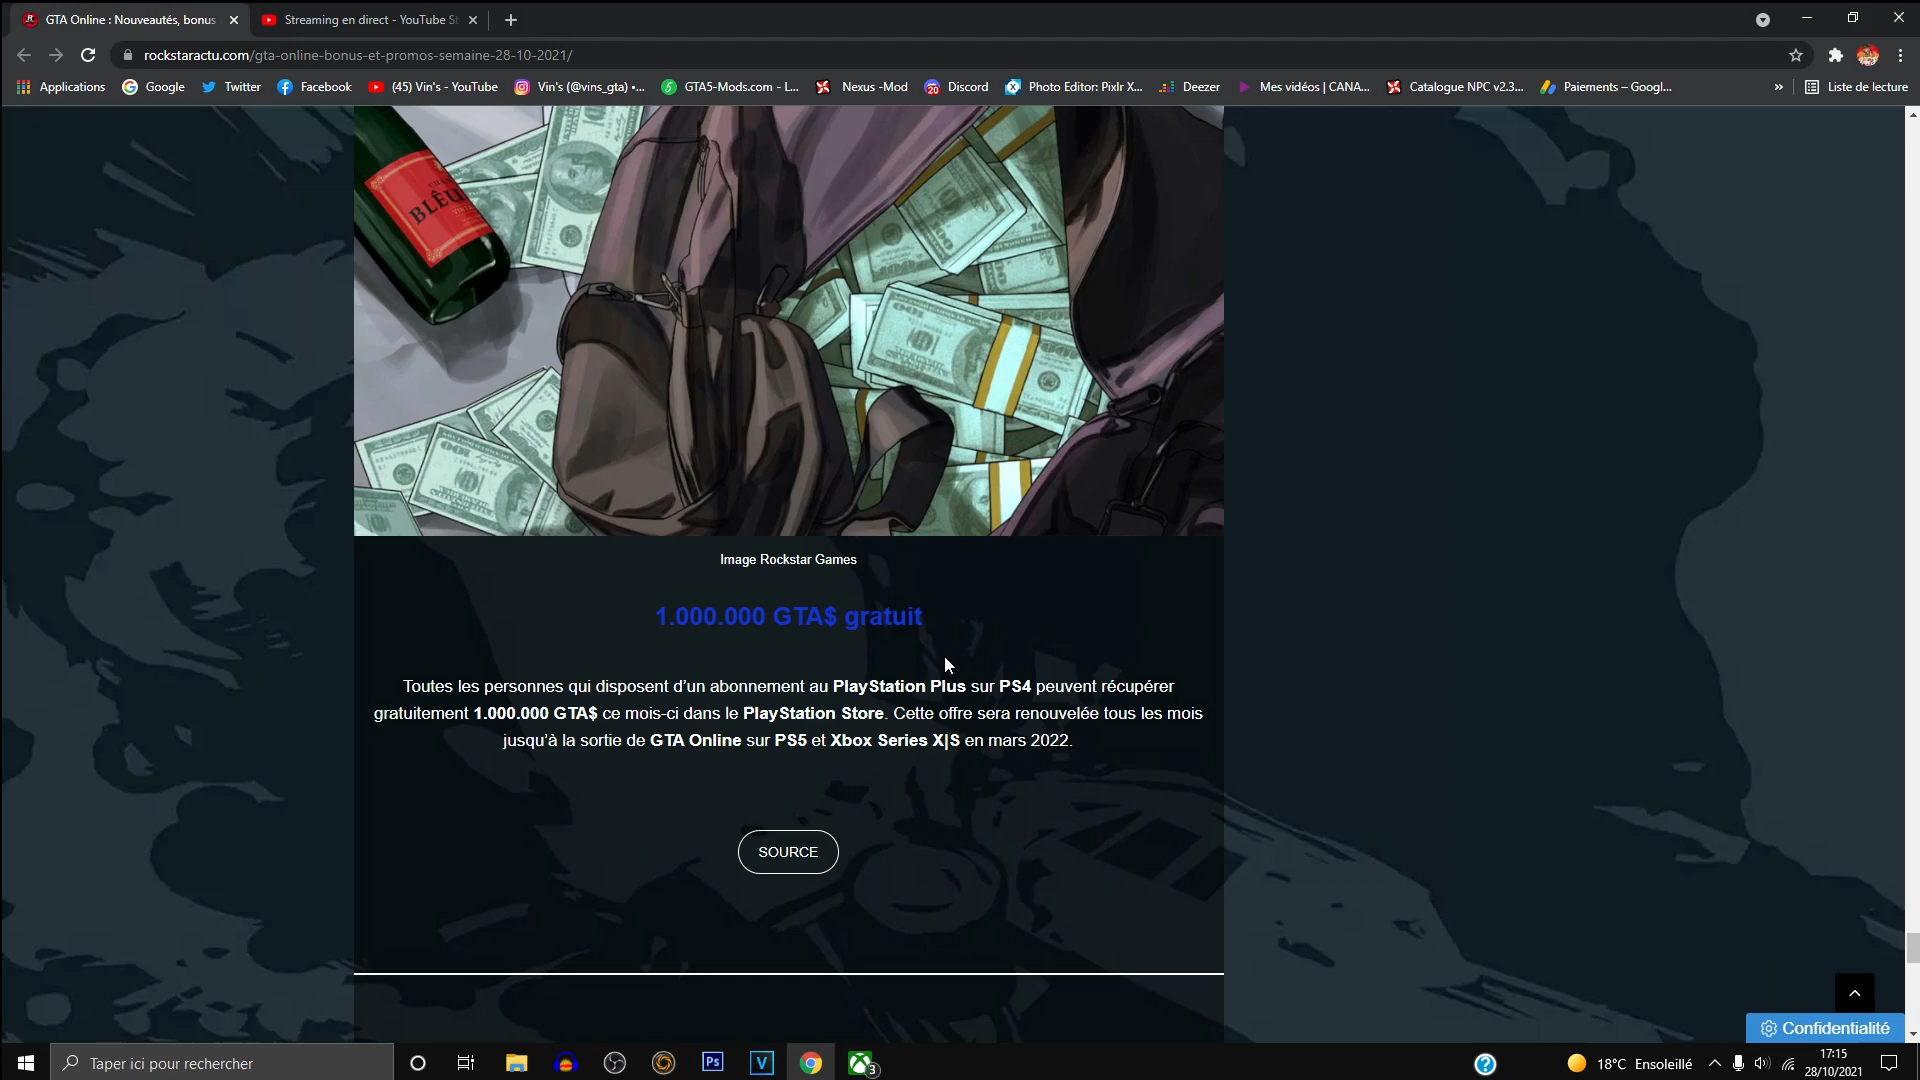 GTA Online : Nouveautés, bonus
Streaming en direct - YouTube St
rockstaractu.com/gta-online-bonus-et-promos-semaine-28-10-2021/
Applications
Google
Twitter
Facebook
(45) Vin's - YouTube
Vin's (@vins_gta) •...
GTA5-Mods.com - L...
Nexus -Mod
20
Discord
Photo Editor: Pixlr X...
Deezer
Mes vidéos | CANA...
Catalogue NPC v2.3...
Paiements – Googl...
»
Liste de lecture
BLÊU
Image Rockstar Games
1.000.000 GTA$ gratuit
Toutes les personnes qui disposent d'un abonnement au PlayStation Plus sur PS4 peuvent récupérer
gratuitement 1.000.000 GTA$ ce mois-ci dans le PlayStation Store. Cette offre sera renouvelée tous les mois
jusqu'à la sortie de GTA Online sur PS5 et Xbox Series X|S en mars 2022.
SOURCE
Confidentialité
Taper ici pour rechercher
Ps
V
3
18°C Ensoleillé
17:15
28/10/2021